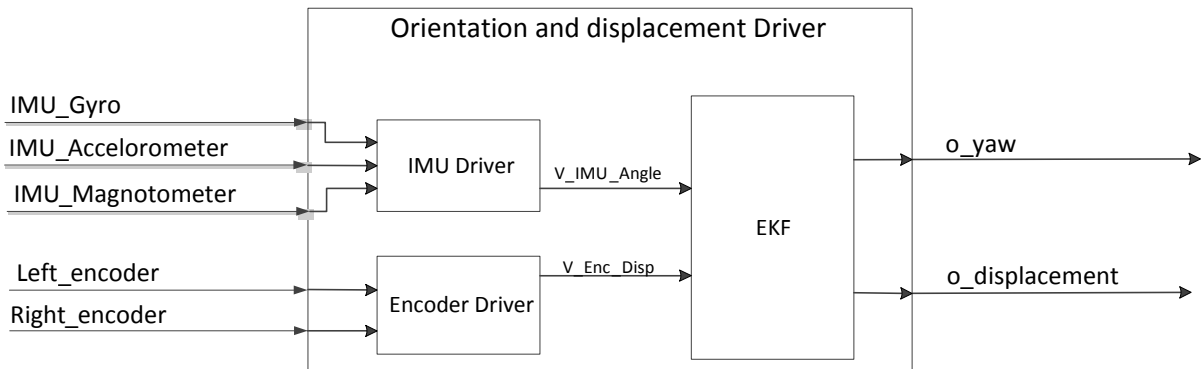 Orientation and displacement Driver
IMU_Gyro
IMU_Accelorometer
IMU_Magnotometer
IMU Driver
V_IMU_Angle
EKF
o_yaw
Left_encoder
Right_encoder
Encoder Driver
V_Enc_Disp
o_displacement